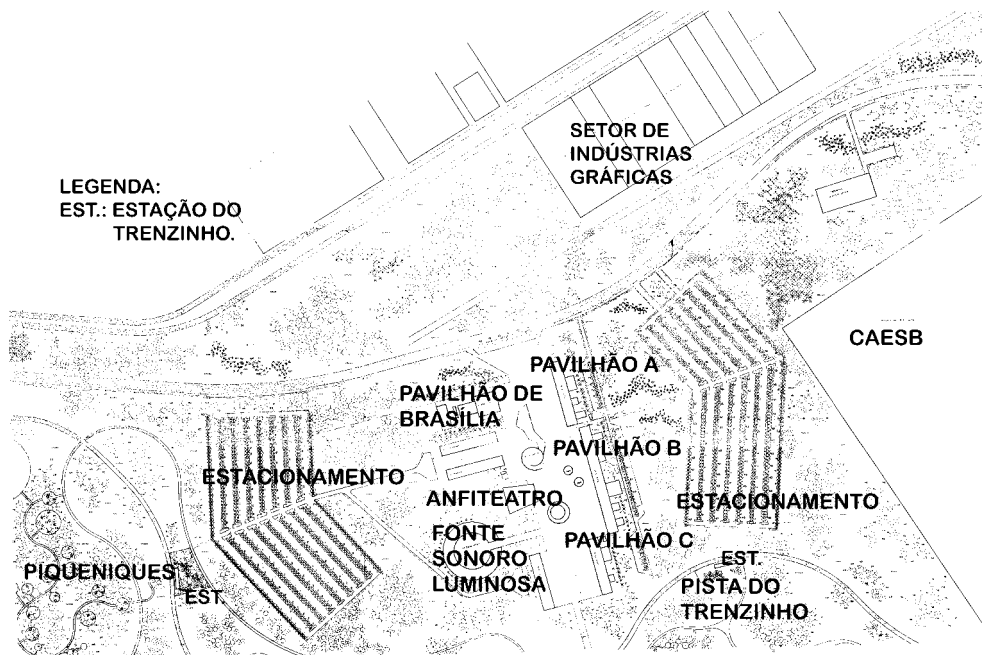 SETOR DE
INDÚSTRIAS
GRÁFICAS
LEGENDA:
EST.: ESTAÇÃO DO
TRENZINHO.
CAESB
PAVILHÃO A
PAVILHÃO DE
BRASÍLIA
PAVILHÃO B
ESTACIONAMENTO
ANFITEATRO
ESTACIONAMENTO
FONTE
SONORO
LUMINOSA
PAVILHÃO C
EST.
PIQUENIQUES
PISTA DO
TRENZINHO
EST.